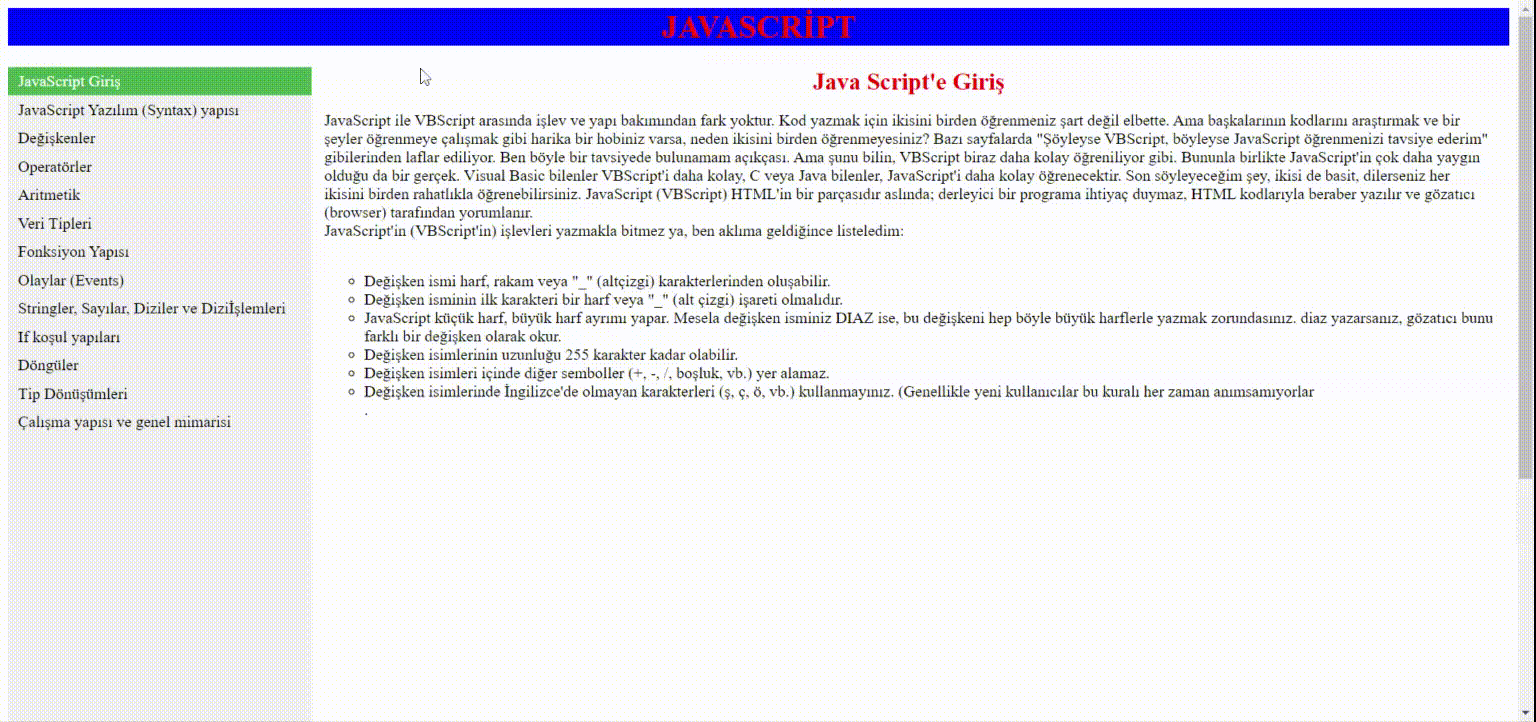 JAVASCRİPT
JavaScript Giriş
JavaScript Yazılım (Syntax) yapısı
Değişkenler
Operatörler
Aritmetik
Veri Tipleri
Fonksiyon Yapısı
Olaylar (Events)
Stringler, Sayılar, Diziler ve Diziİşlemleri
If koşul yapıları
Döngüler
Tip Dönüşümleri
Çalışma yapısı ve genel mimarisi
Java Script'e Giriş
JavaScript ile VBScript arasında işlev ve yapı bakımından fark yoktur. Kod yazmak için ikisini birden öğrenmeniz şart değil elbette. Ama başkalarının kodlarını araştırmak ve bir
şeyler öğrenmeye çalışmak gibi harika bir hobiniz varsa, neden ikisini birden öğrenmeyesiniz? Bazı sayfalarda "Şöyleyse VBScript, böyleyse JavaScript öğrenmenizi tavsiye ederim"
gibilerinden laflar ediliyor. Ben böyle bir tavsiyede bulunamam açıkçası. Ama şunu bilin, VBScript biraz daha kolay öğreniliyor gibi. Bununla birlikte JavaScript'in çok daha yaygın
olduğu da bir gerçek. Visual Basic bilenler VBScript'i daha kolay, C veya Java bilenler, JavaScript'i daha kolay öğrenecektir. Son söyleyeceğim şey, ikisi de basit, dilerseniz her
ikisini birden rahatlıkla öğrenebilirsiniz. JavaScript (VBScript) HTML'in bir parçasıdır aslında; derleyici bir programa ihtiyaç duymaz, HTML kodlarıyla beraber yazılır ve gözatıcı
(browser) tarafından yorumlanır.
JavaScript'in (VBScript'in) işlevleri yazmakla bitmez ya, ben aklıma geldiğince listeledim:
Değişken ismi harf, rakam veya "_" (altçizgi) karakterlerinden oluşabilir.
Değişken isminin ilk karakteri bir harf veya "_" (alt çizgi) işareti olmalıdır.
JavaScript küçük harf, büyük harf ayrımı yapar. Mesela değişken isminiz DIAZ ise, bu değişkeni hep böyle büyük harflerle yazmak zorundasınız. diaz yazarsanız, gözatıcı bunu
farklı bir değişken olarak okur.
Değişken isimlerinin uzunluğu 255 karakter kadar olabilir.
Değişken isimleri içinde diğer semboller (+, -, /, boşluk, vb.) yer alamaz.
Değişken isimlerinde İngilizce'de olmayan karakterleri (ş, ç, ö, vb.) kullanmayınız. (Genellikle yeni kullanıcılar bu kuralı her zaman anımsamıyorlar
.